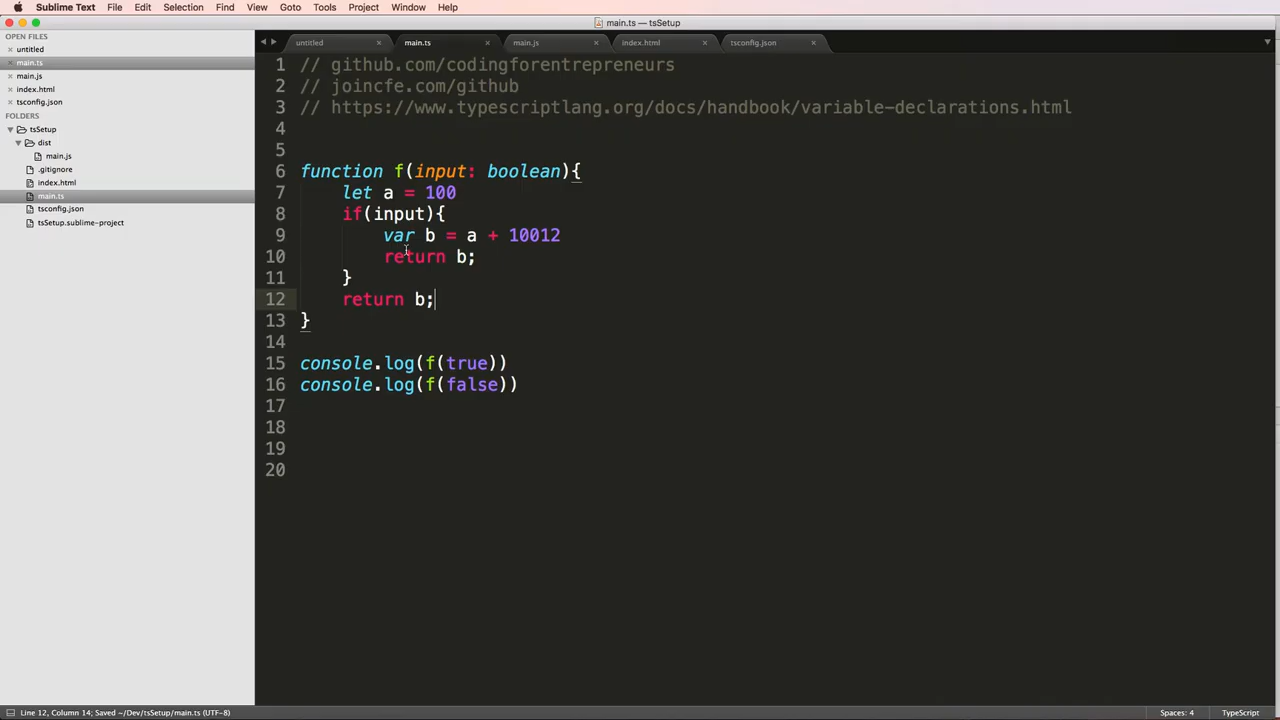 Sublime Text File Edit Selection Find View Goto Tools Project Window Help
main.ts — tsSetup
OPEN FILES
untitled
main.ts
main.js
index.html
tsconfig.json
FOLDERS
tsSetup
dist
main.js
.gitignore
index.html
main.ts
tsconfig.json
tsSetup.sublime-project
untitled main.ts main.js index.html tsconfig.json
1 // github.com/codingforentrepreneurs
2 // joincfe.com/github
3 // https://www.typescriptlang.org/docs/handbook/variable-declarations.html
4
5
6 function f(input: boolean){
7 let a = 100
8 if(input){
9 var b = a + 10012
10 return b;
11 }
12 return b;
13 }
14
15 console.log(f(true))
16 console.log(f(false))
17
18
19
20
Line 12, Column 14; Saved ~/Dev/tsSetup/main.ts (UTF-8) Spaces: 4 TypeScript